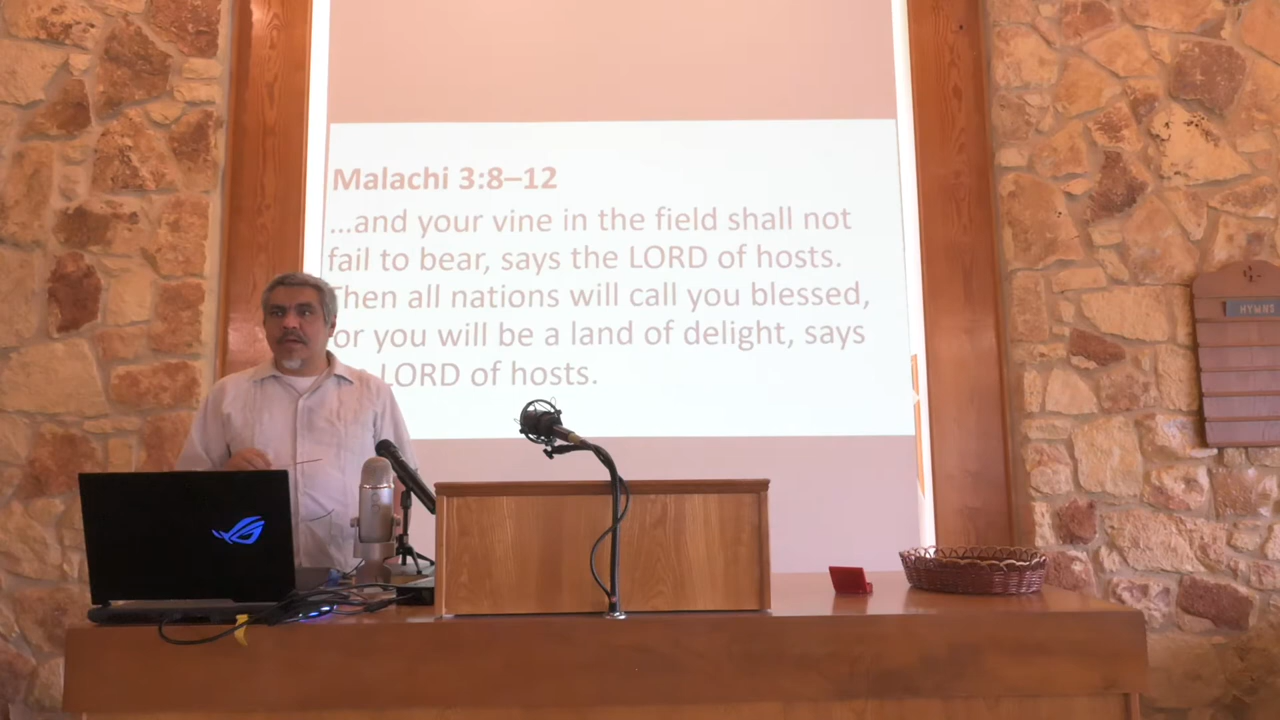 Malachi 3:8–12
...and your vine in the field shall not
fail to bear, says the LORD of hosts.
Then all nations will call you blessed,
for you will be a land of delight, says
LORD of hosts.
HYMNS